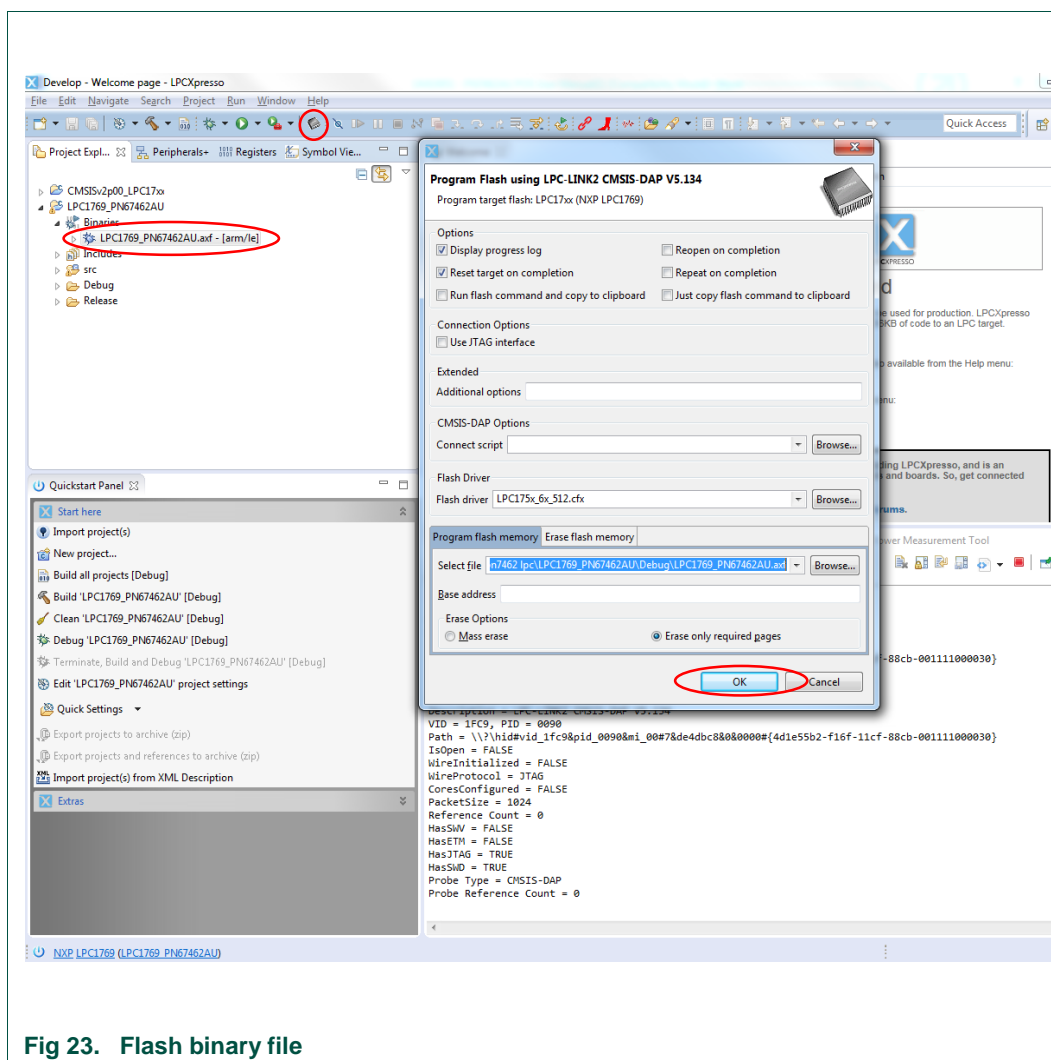 Develop - Welcome page - LPCXpresso
File Edit Navigate Search Project Run Window Help
Quick Access
Project Expl... Peripherals+ Registers Symbol Vie...
CMSISv2p00_LPC17xx
LPC1769_PN67462AU
Binaries
LPC1769_PN67462AU.axf - [arm/le]
Includes
src
Debug
Release
Program Flash using LPC-LINK2 CMSIS-DAP V5.134
Program target flash: LPC17xx (NXP LPC1769)
Options
Display progress log
Reopen on completion
Reset target on completion
Repeat on completion
Run flash command and copy to clipboard
Just copy flash command to clipboard
Connection Options
Use JTAG interface
Extended
Additional options
CMSIS-DAP Options
Connect script
Browse...
Flash Driver
Flash driver LPC175x_6x_512.cfx
Browse...
Program flash memory Erase flash memory
Select file n7462 lpc\LPC1769_PN67462AU\Debug\LPC1769_PN67462AU.axf
Browse...
Base address
Erase Options
Mass erase
Erase only required pages
OK
Cancel
CXPRESSO
d
e used for production. LPCXpresso
KB of code to an LPC target.
available from the Help menu:
enu:
ding LPCXpresso, and is an
and boards. So, get connected
rums.
ower Measurement Tool
f-88cb-001111000030}
Quickstart Panel
Start here
Import project(s)
New project...
Build all projects [Debug]
Build 'LPC1769_PN67462AU' [Debug]
Clean 'LPC1769_PN67462AU' [Debug]
Debug 'LPC1769_PN67462AU' [Debug]
Terminate, Build and Debug 'LPC1769_PN67462AU' [Debug]
Edit 'LPC1769_PN67462AU' project settings
Quick Settings
Export projects to archive (zip)
Export projects and references to archive (zip)
Import project(s) from XML Description
Extras
Description = LPC-LINK2 CMSIS-DAP V5.134
VID = 1FC9, PID = 0090
Path = \\?\hid#vid_1fc9&pid_0090&mi_00#7&de4dbc8&0&0000#{4d1e55b2-f16f-11cf-88cb-001111000030}
IsOpen = FALSE
WireInitialized = FALSE
WireProtocol = JTAG
CoresConfigured = FALSE
PacketSize = 1024
Reference Count = 0
HasSWV = FALSE
HasETM = FALSE
HasJTAG = TRUE
HasSWD = TRUE
Probe Type = CMSIS-DAP
Probe Reference Count = 0
NXP LPC1769 (LPC1769_PN67462AU)
Fig 23. Flash binary file